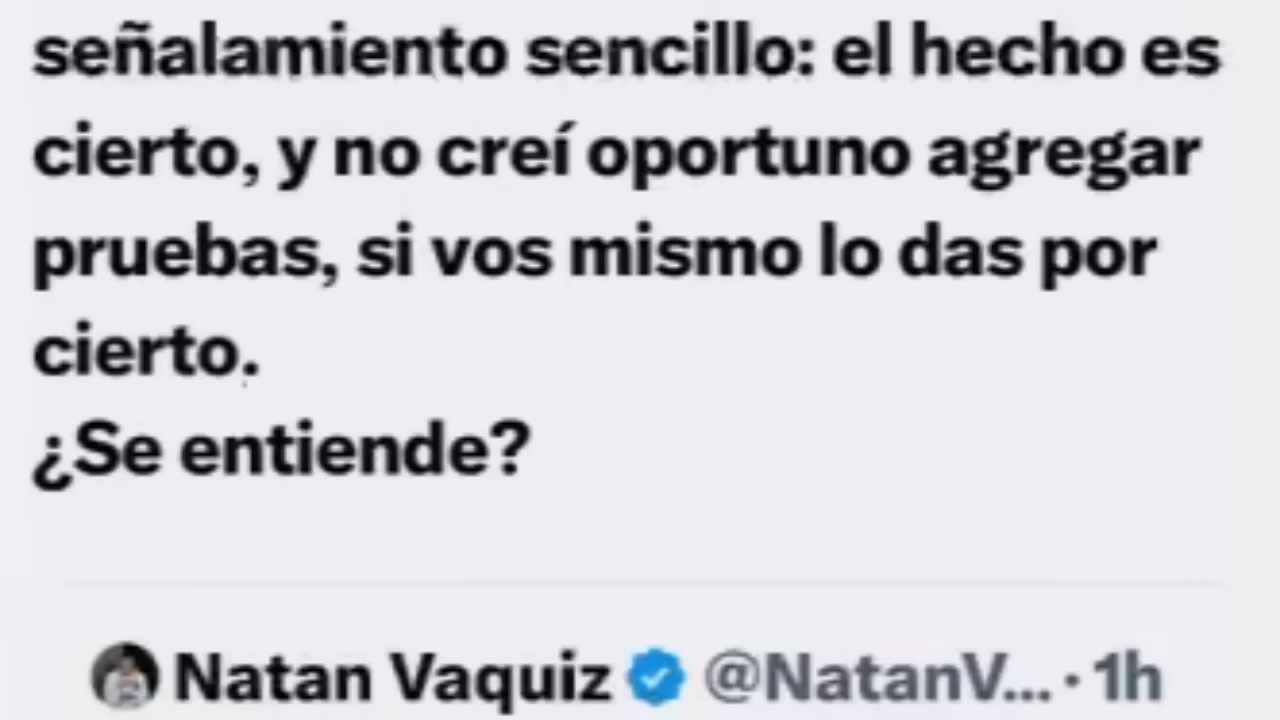 señalamiento sencillo: el hecho es
cierto, y no creí oportuno agregar
pruebas, si vos mismo lo das por
cierto.
¿Se entiende?
Natan Vaquiz @NatanV... · 1h